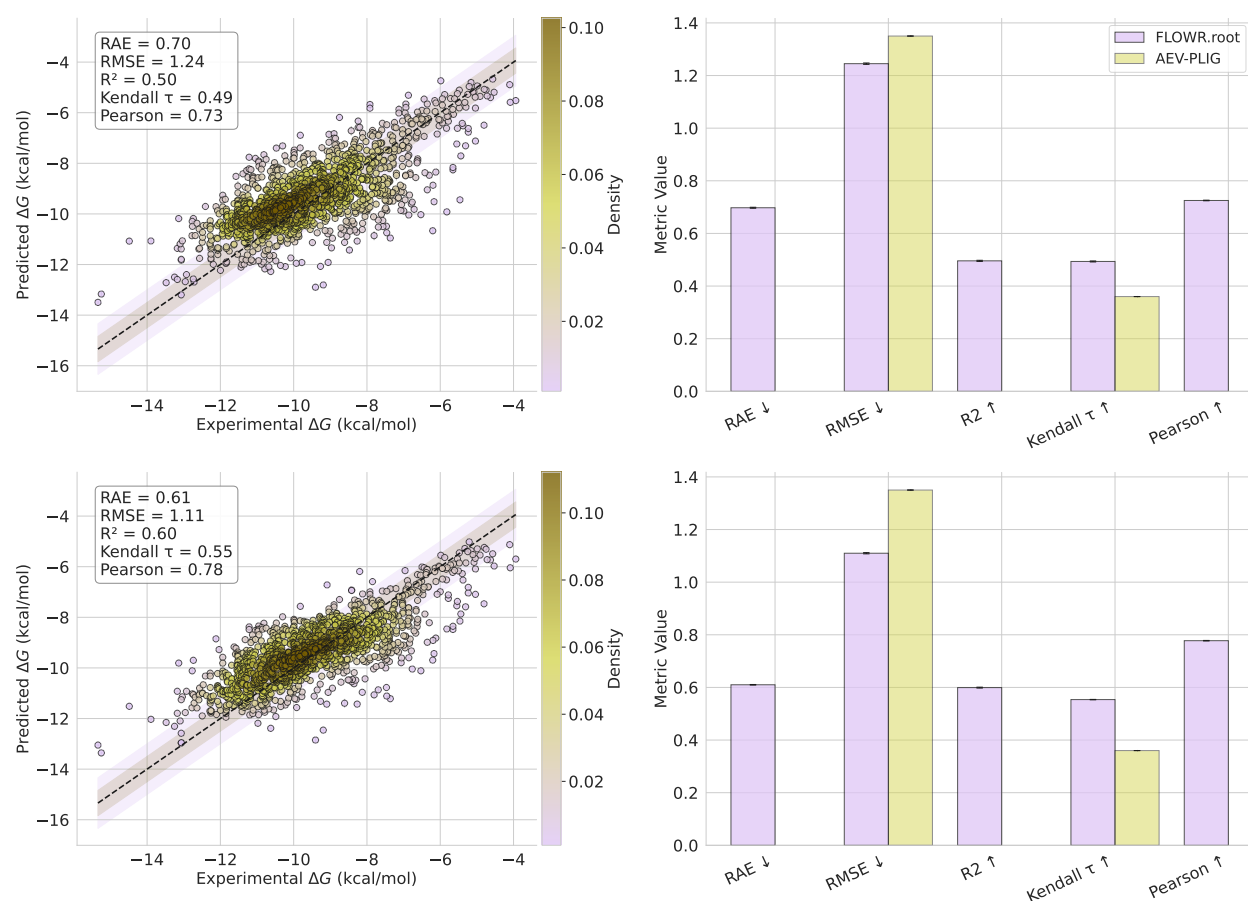 RAE = 0.70
RMSE = 1.24
R² = 0.50
Kendall τ = 0.49
Pearson = 0.73
Predicted ΔG (kcal/mol)
−4
−6
−8
−10
−12
−14
−16
−14 −12 −10 −8 −6 −4
Experimental ΔG (kcal/mol)
0.10
0.08
0.06
0.04
0.02
Density
FLOWR.root
AEV-PLIG
Metric Value
1.4
1.2
1.0
0.8
0.6
0.4
0.2
0.0
RAE ↓
RMSE ↓
R2 ↑
Kendall τ ↑
Pearson ↑
RAE = 0.61
RMSE = 1.11
R² = 0.60
Kendall τ = 0.55
Pearson = 0.78
Predicted ΔG (kcal/mol)
−4
−6
−8
−10
−12
−14
−16
−14 −12 −10 −8 −6 −4
Experimental ΔG (kcal/mol)
0.10
0.08
0.06
0.04
0.02
Density
Metric Value
1.4
1.2
1.0
0.8
0.6
0.4
0.2
0.0
RAE ↓
RMSE ↓
R2 ↑
Kendall τ ↑
Pearson ↑